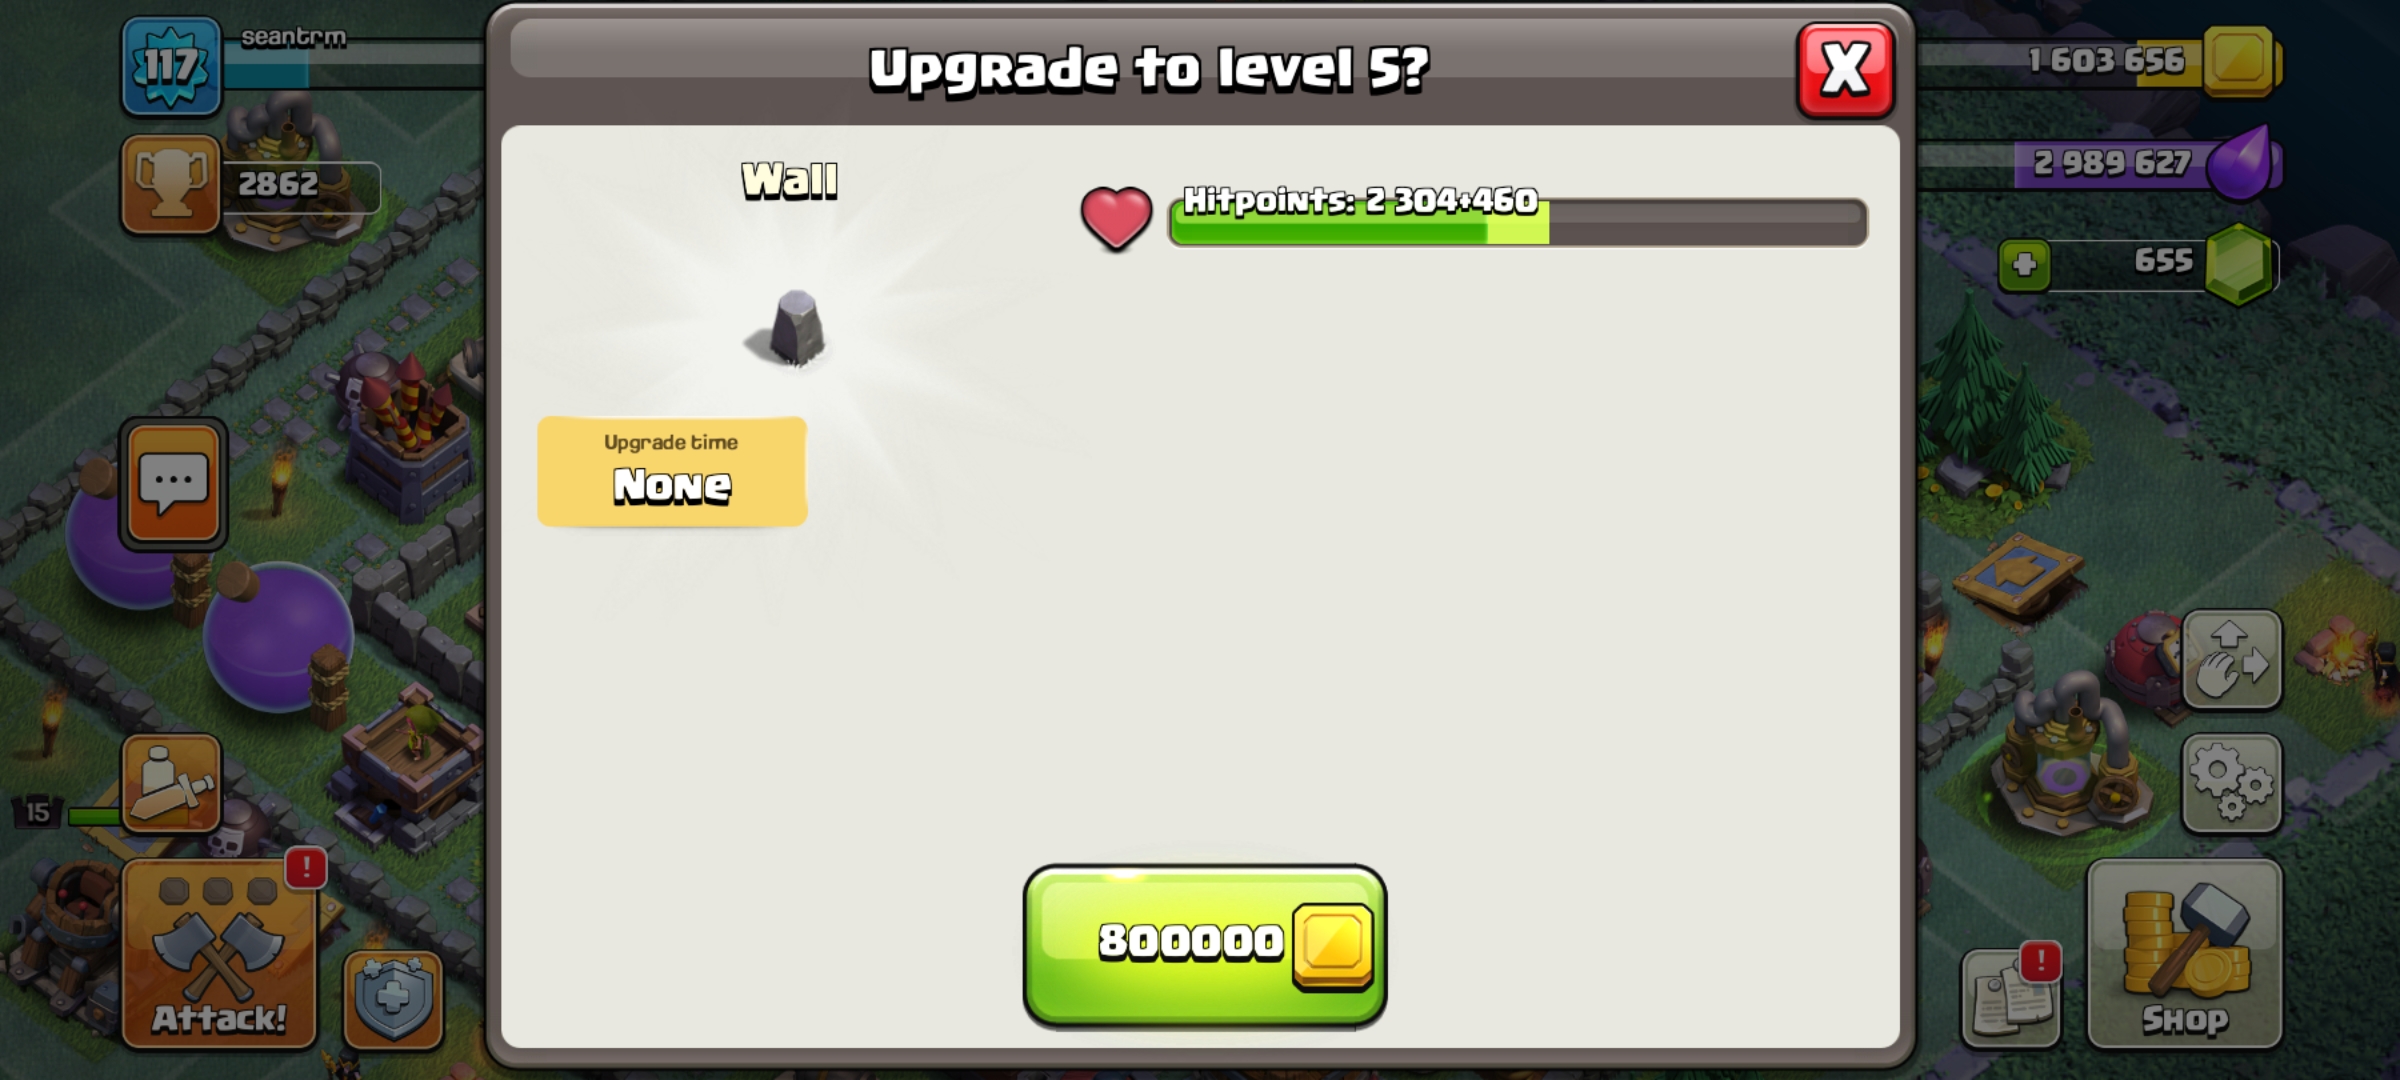 117
seantrm
2862
Upgrade to level 5?
X
1 603 656
2 989 627
655
Wall
Hitpoints: 2 304+460
Upgrade time
None
15
!
Attack!
800000
!
Shop